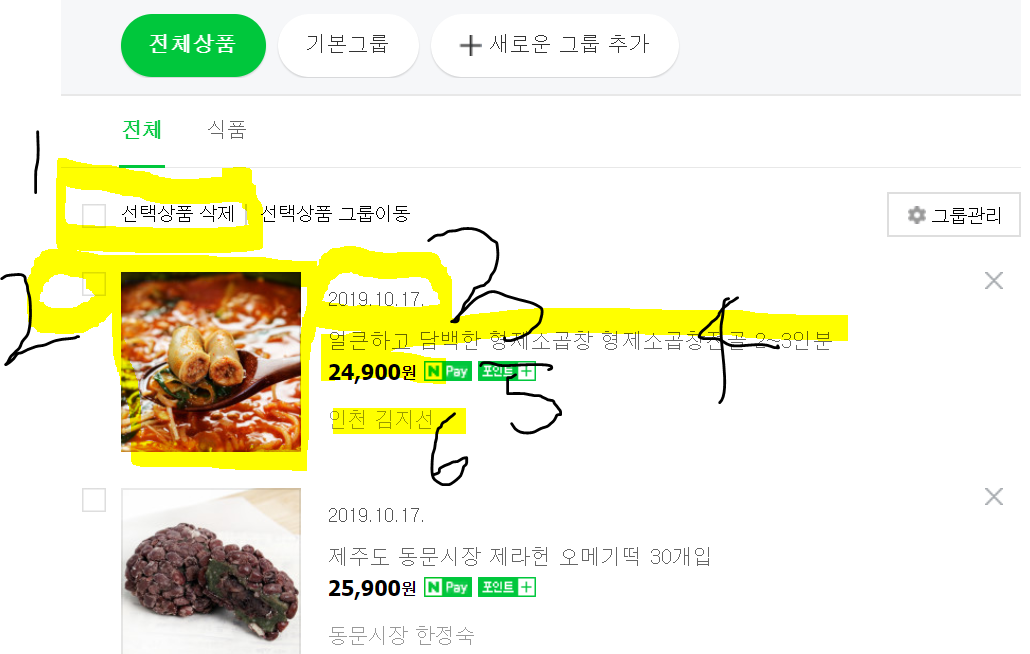 전체상품 기본그룹 + 새로운 그룹 추가
전체 식품
1
선택상품 삭제 선택상품 그룹이동 그룹관리
2
2019.10.17.
3
얼큰하고 담백한 형제소곱창 형제소곱창전골 2~3인분
4
24,900원 N Pay 포인트+
5
인천 김지선
6
2019.10.17.
제주도 동문시장 제라헌 오메기떡 30개입
25,900원 N Pay 포인트+
동문시장 한정숙